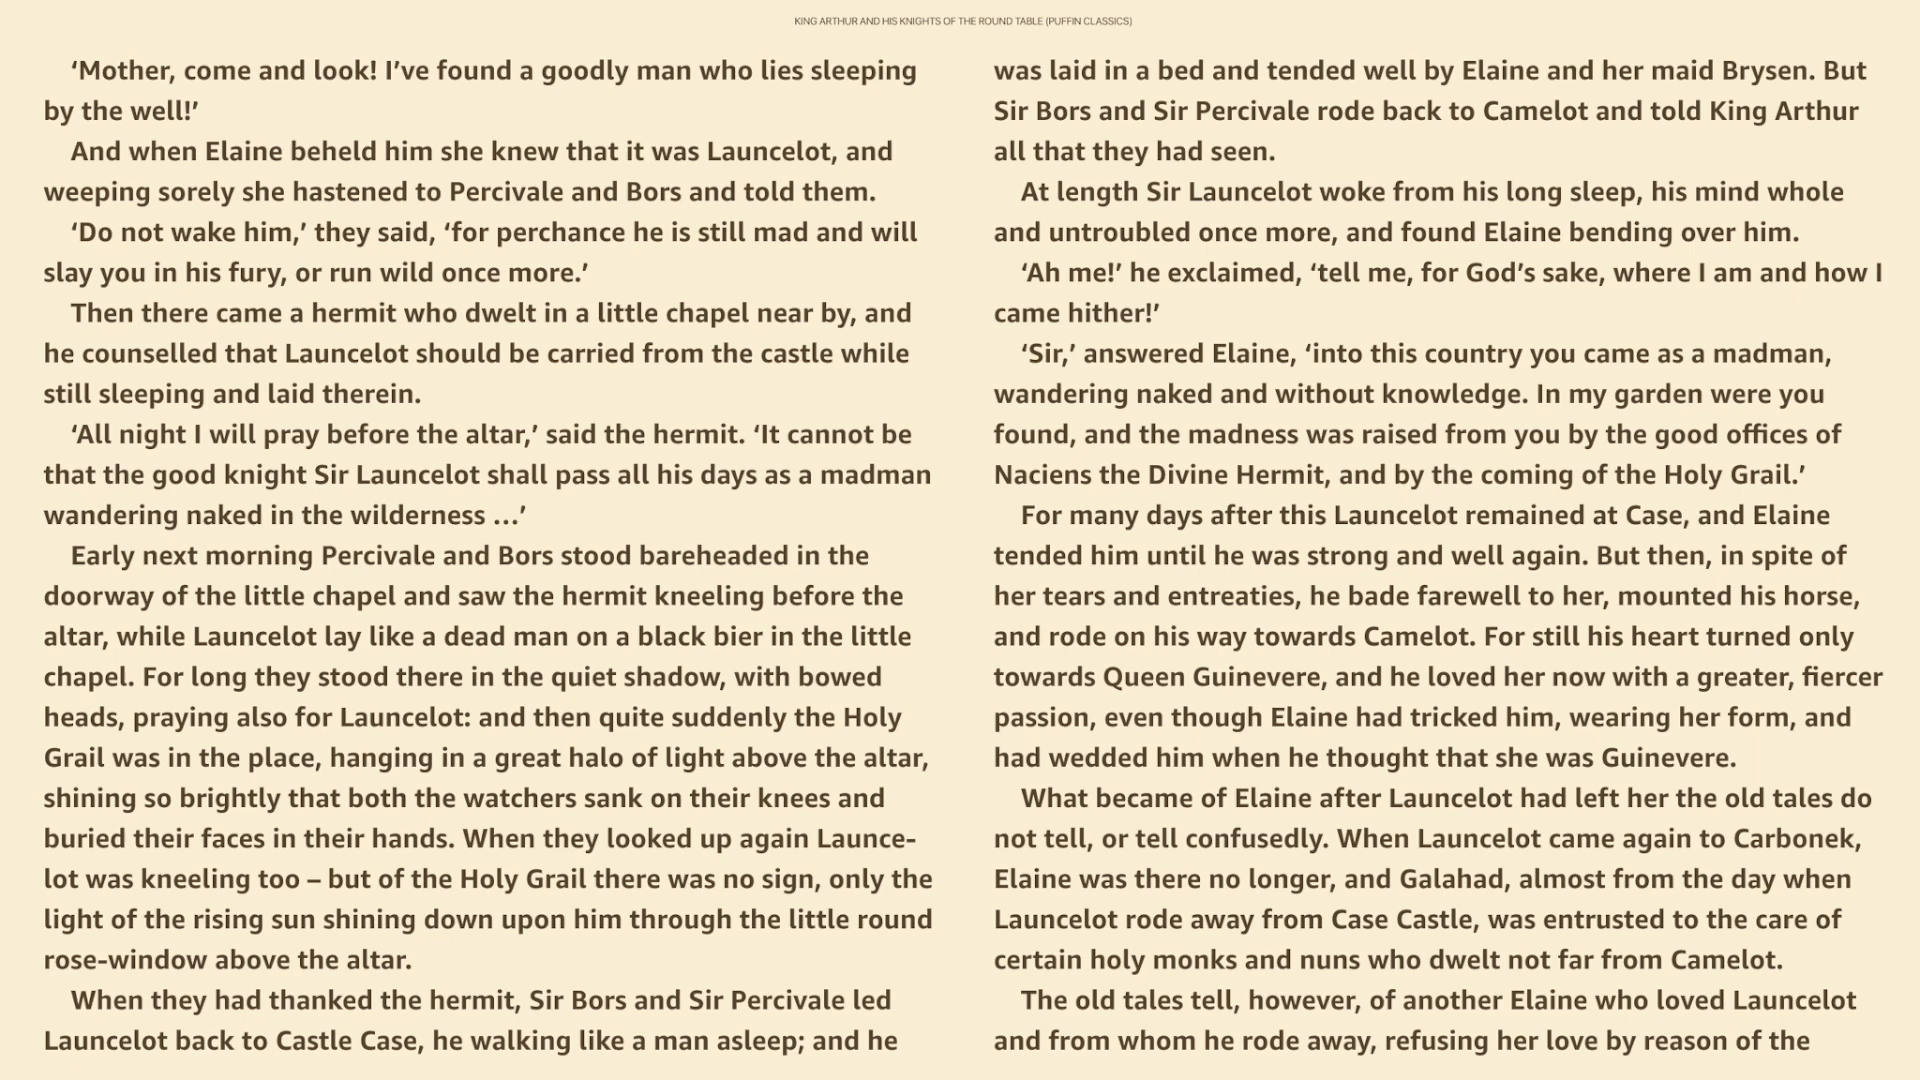 KING ARTHUR AND HIS KNIGHTS OF THE ROUND TABLE (PUFFIN CLASSICS)
‘Mother, come and look! I’ve found a goodly man who lies sleeping
by the well!’
And when Elaine beheld him she knew that it was Launcelot, and
weeping sorely she hastened to Percivale and Bors and told them.
‘Do not wake him,’ they said, ‘for perchance he is still mad and will
slay you in his fury, or run wild once more.’
Then there came a hermit who dwelt in a little chapel near by, and
he counselled that Launcelot should be carried from the castle while
still sleeping and laid therein.
‘All night I will pray before the altar,’ said the hermit. ‘It cannot be
that the good knight Sir Launcelot shall pass all his days as a madman
wandering naked in the wilderness …’
Early next morning Percivale and Bors stood bareheaded in the
doorway of the little chapel and saw the hermit kneeling before the
altar, while Launcelot lay like a dead man on a black bier in the little
chapel. For long they stood there in the quiet shadow, with bowed
heads, praying also for Launcelot: and then quite suddenly the Holy
Grail was in the place, hanging in a great halo of light above the altar,
shining so brightly that both the watchers sank on their knees and
buried their faces in their hands. When they looked up again Launce-
lot was kneeling too – but of the Holy Grail there was no sign, only the
light of the rising sun shining down upon him through the little round
rose-window above the altar.
When they had thanked the hermit, Sir Bors and Sir Percivale led
Launcelot back to Castle Case, he walking like a man asleep; and he
was laid in a bed and tended well by Elaine and her maid Brysen. But
Sir Bors and Sir Percivale rode back to Camelot and told King Arthur
all that they had seen.
At length Sir Launcelot woke from his long sleep, his mind whole
and untroubled once more, and found Elaine bending over him.
‘Ah me!’ he exclaimed, ‘tell me, for God’s sake, where I am and how I
came hither!’
‘Sir,’ answered Elaine, ‘into this country you came as a madman,
wandering naked and without knowledge. In my garden were you
found, and the madness was raised from you by the good offices of
Naciens the Divine Hermit, and by the coming of the Holy Grail.’
For many days after this Launcelot remained at Case, and Elaine
tended him until he was strong and well again. But then, in spite of
her tears and entreaties, he bade farewell to her, mounted his horse,
and rode on his way towards Camelot. For still his heart turned only
towards Queen Guinevere, and he loved her now with a greater, fiercer
passion, even though Elaine had tricked him, wearing her form, and
had wedded him when he thought that she was Guinevere.
What became of Elaine after Launcelot had left her the old tales do
not tell, or tell confusedly. When Launcelot came again to Carbonek,
Elaine was there no longer, and Galahad, almost from the day when
Launcelot rode away from Case Castle, was entrusted to the care of
certain holy monks and nuns who dwelt not far from Camelot.
The old tales tell, however, of another Elaine who loved Launcelot
and from whom he rode away, refusing her love by reason of the